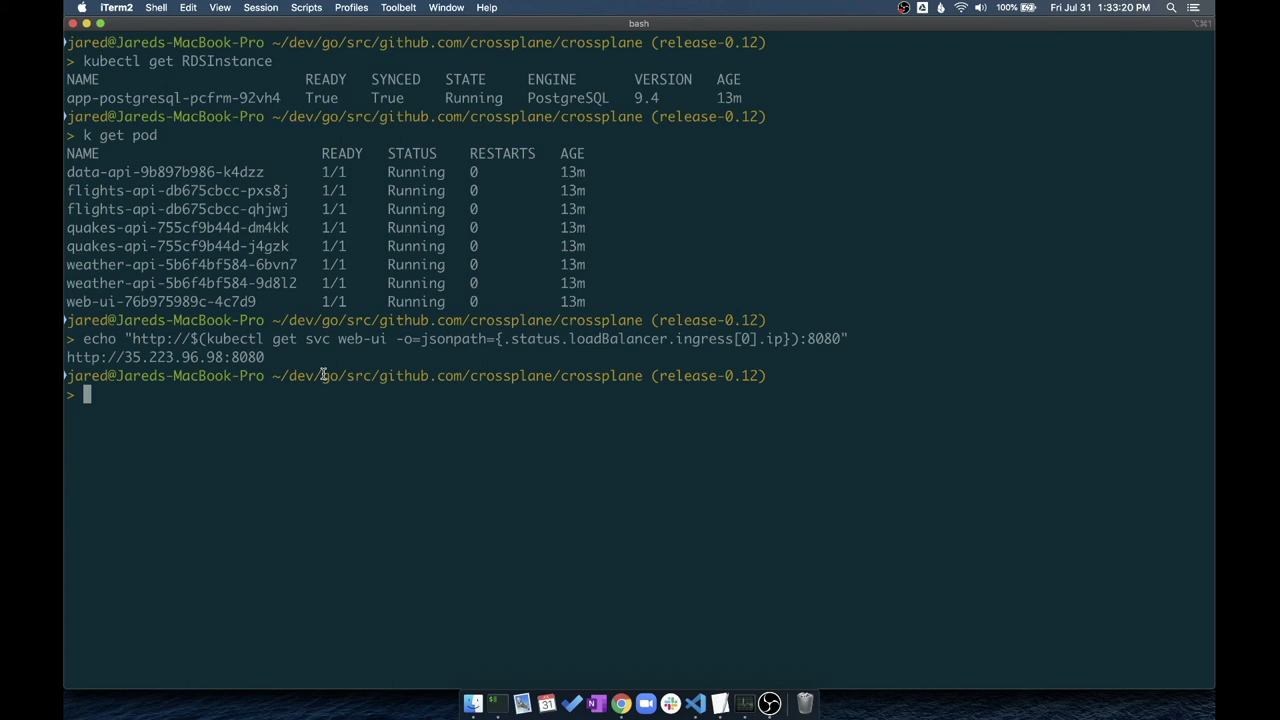 iTerm2 Shell Edit View Session Scripts Profiles Toolbelt Window Help 100% Fri Jul 31 1:33:20 PM
bash ⌥⌘1
jared@Jareds-MacBook-Pro ~/dev/go/src/github.com/crossplane/crossplane (release-0.12)
> kubectl get RDSInstance
NAME READY SYNCED STATE ENGINE VERSION AGE
app-postgresql-pcfrm-92vh4 True True Running PostgreSQL 9.4 13m
jared@Jareds-MacBook-Pro ~/dev/go/src/github.com/crossplane/crossplane (release-0.12)
> k get pod
NAME READY STATUS RESTARTS AGE
data-api-9b897b986-k4dzz 1/1 Running 0 13m
flights-api-db675cbcc-pxs8j 1/1 Running 0 13m
flights-api-db675cbcc-qhjwj 1/1 Running 0 13m
quakes-api-755cf9b44d-dm4kk 1/1 Running 0 13m
quakes-api-755cf9b44d-j4gzk 1/1 Running 0 13m
weather-api-5b6f4bf584-6bvn7 1/1 Running 0 13m
weather-api-5b6f4bf584-9d8l2 1/1 Running 0 13m
web-ui-76b975989c-4c7d9 1/1 Running 0 13m
jared@Jareds-MacBook-Pro ~/dev/go/src/github.com/crossplane/crossplane (release-0.12)
> echo "http://$(kubectl get svc web-ui -o=jsonpath={.status.loadBalancer.ingress[0].ip}):8080"
http://35.223.96.98:8080
jared@Jareds-MacBook-Pro ~/dev/go/src/github.com/crossplane/crossplane (release-0.12)
>
31